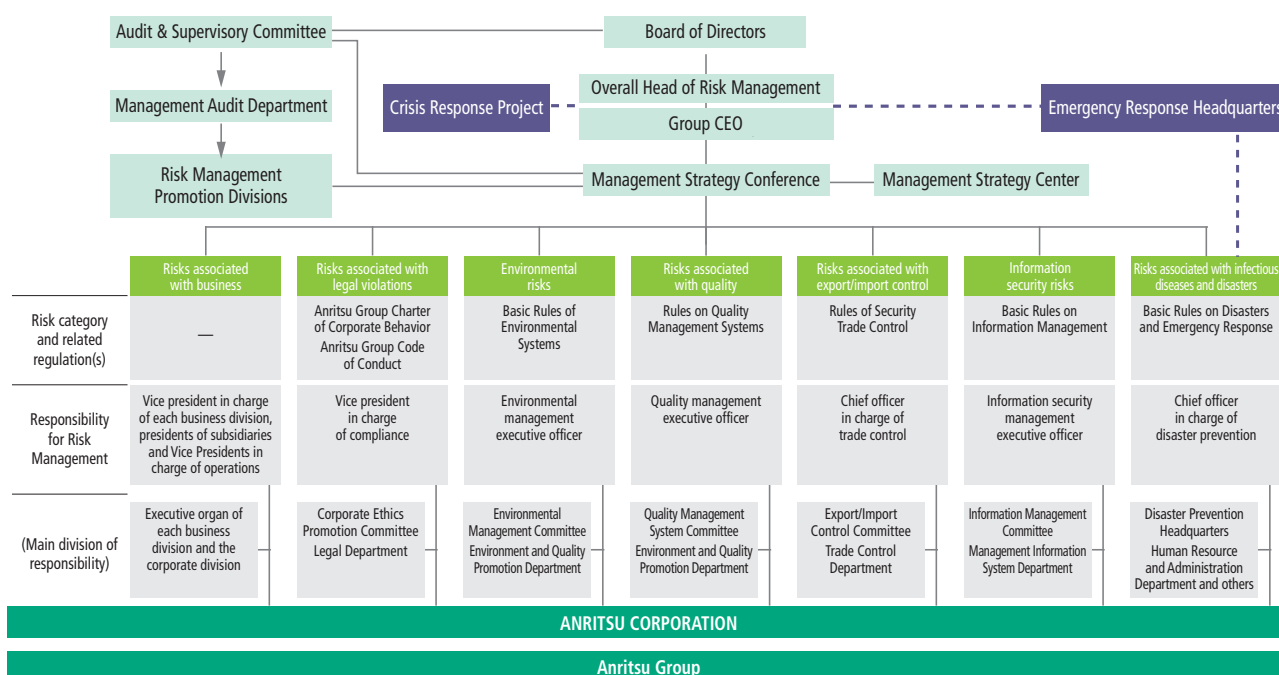 Audit & Supervisory Committee
Board of Directors
Management Audit Department
Crisis Response Project
Overall Head of Risk Management
Group CEO
Emergency Response Headquarters
Risk Management
Promotion Divisions
Management Strategy Conference
Management Strategy Center
Risks associated
with business
Risks associated with
legal violations
Environmental
risks
Risks associated
with quality
Risks associated with
export/import control
Information
security risks
Risks associated with infectious
diseases and disasters
Risk category
and related
regulation(s)
—
Anritsu Group Charter
of Corporate Behavior
Anritsu Group Code
of Conduct
Basic Rules of
Environmental
Systems
Rules on Quality
Management Systems
Rules of Security
Trade Control
Basic Rules on
Information Management
Basic Rules on Disasters
and Emergency Response
Responsibility
for Risk
Management
Vice president in charge
of each business division,
presidents of subsidiaries
and Vice Presidents in
charge of operations
Vice president
in charge
of compliance
Environmental
management
executive officer
Quality management
executive officer
Chief officer
in charge of
trade control
Information security
management
executive officer
Chief officer
in charge of
disaster prevention
(Main division of
responsibility)
Executive organ of
each business
division and the
corporate division
Corporate Ethics
Promotion Committee
Legal Department
Environmental
Management Committee
Environment and Quality
Promotion Department
Quality Management
System Committee
Environment and Quality
Promotion Department
Export/Import
Control Committee
Trade Control
Department
Information Management
Committee
Management Information
System Department
Disaster Prevention
Headquarters
Human Resource
and Administration
Department and others
ANRITSU CORPORATION
Anritsu Group